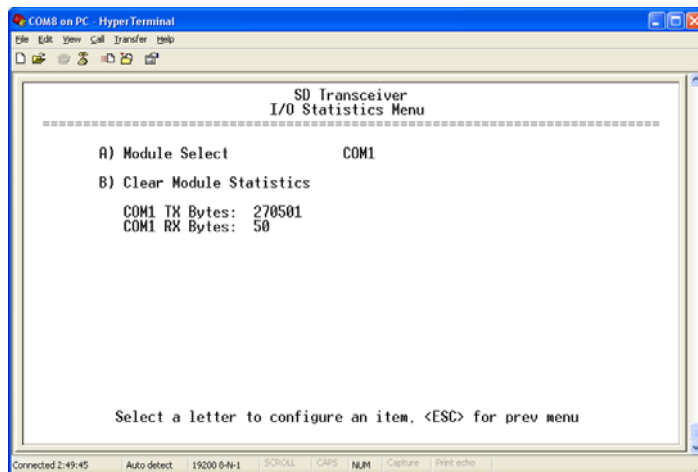 COM8 on PC - HyperTerminal
File Edit View Call Transfer Help
SD Transceiver
I/O Statistics Menu
================================================================================
A) Module Select COM1
B) Clear Module Statistics
COM1 TX Bytes: 270501
COM1 RX Bytes: 50
Select a letter to configure an item, <ESC> for prev menu
Connected 2:49:45 Auto detect 19200 8-N-1 SCROLL CAPS NUM Capture Print echo